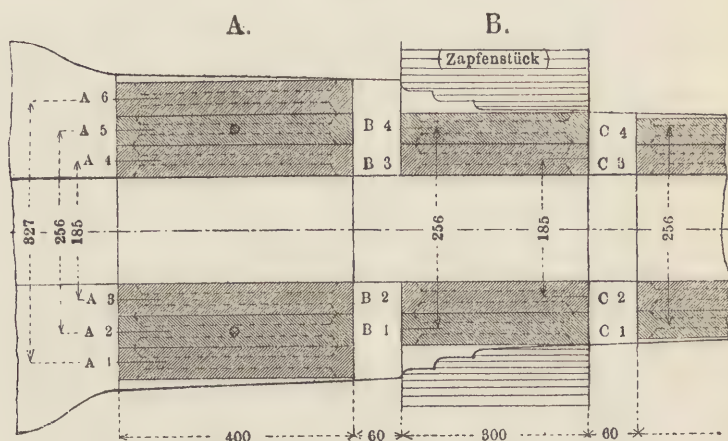 A. B.
(Zapfenstück)
A 6
A 5 B 4 C 4
A 4 B 3 C 3
327 256 185 256 185 256
A 3 B 2 C 2
A 2 B 1 C 1
A 1
400 60 300 60